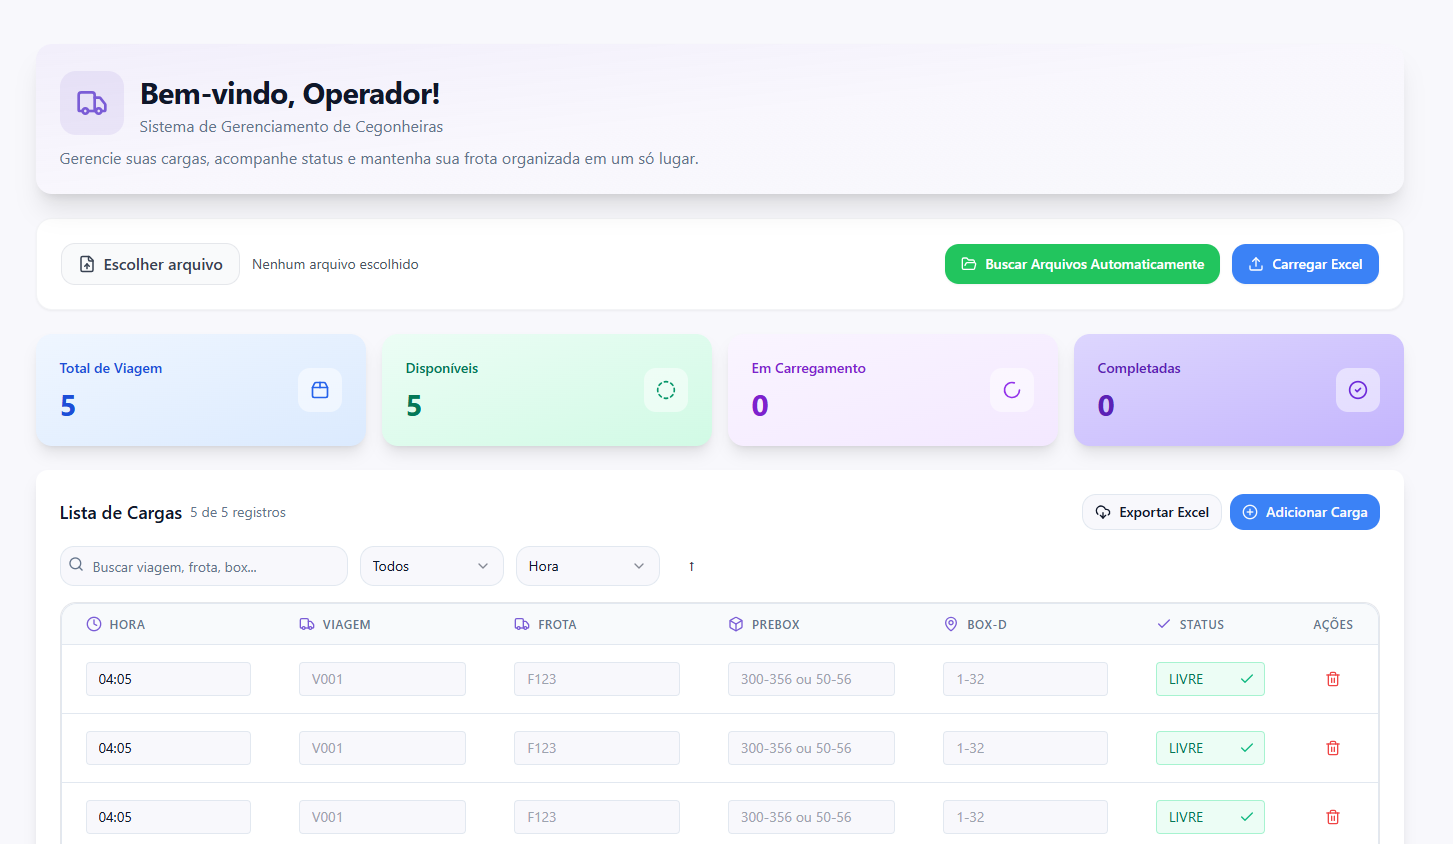 Bem-vindo, Operador!
Sistema de Gerenciamento de Cegonheiras
Gerencie suas cargas, acompanhe status e mantenha sua frota organizada em um só lugar.
Escolher arquivo Nenhum arquivo escolhido Buscar Arquivos Automaticamente Carregar Excel
Total de Viagem Disponíveis Em Carregamento Completadas
5 5 0 0
Lista de Cargas 5 de 5 registros Exportar Excel Adicionar Carga
Buscar viagem, frota, box... Todos Hora ↑
HORA VIAGEM FROTA PREBOX BOX-D STATUS AÇÕES
04:05 V001 F123 300-356 ou 50-56 1-32 LIVRE
04:05 V001 F123 300-356 ou 50-56 1-32 LIVRE
04:05 V001 F123 300-356 ou 50-56 1-32 LIVRE